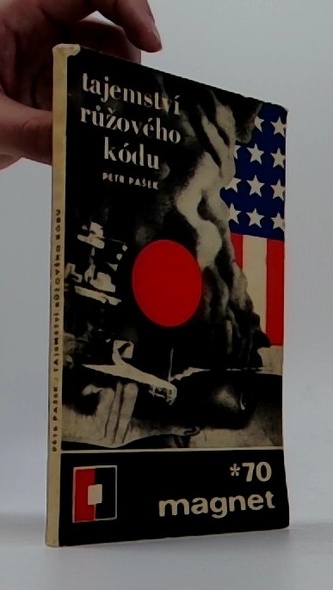 tajemství
růžového
kódu
PETR PAŠEK
PETR PAŠEK / TAJEMSTVÍ RŮŽOVÉHO KÓDU
*70
magnet